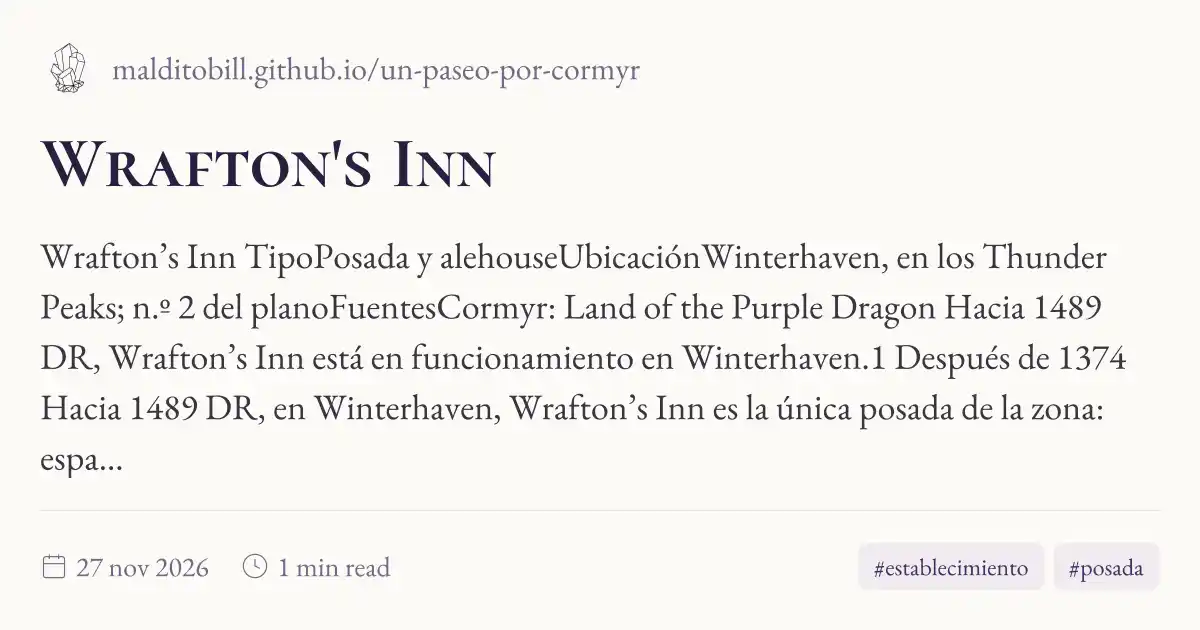 malditobill.github.io/un-paseo-por-cormyr
Wrafton's Inn
Wrafton’s Inn TipoPosada y alehouseUbicaciónWinterhaven, en los Thunder
Peaks; n.º 2 del planoFuentesCormyr: Land of the Purple Dragon Hacia 1489
DR, Wrafton’s Inn está en funcionamiento en Winterhaven.1 Después de 1374
Hacia 1489 DR, en Winterhaven, Wrafton’s Inn es la única posada de la zona:
espa...
27 nov 2026 1 min read #establecimiento #posada